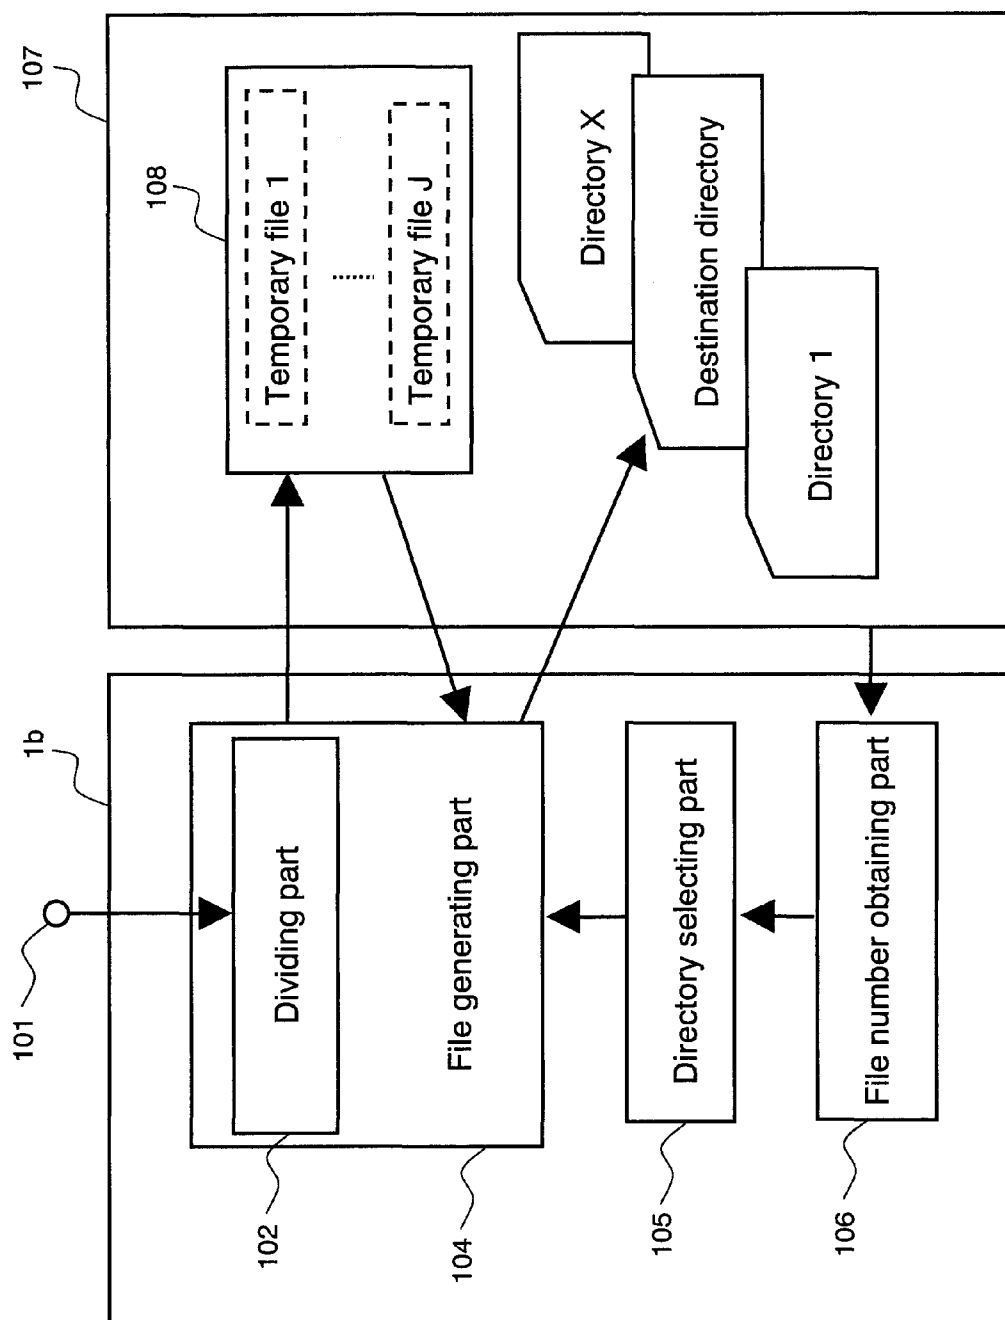 107
108
Temporary file 1
Temporary file J
Directory X
Destination directory
Directory 1
1b
101
Dividing part
102
File generating part
104
Directory selecting part
105
File number obtaining part
106